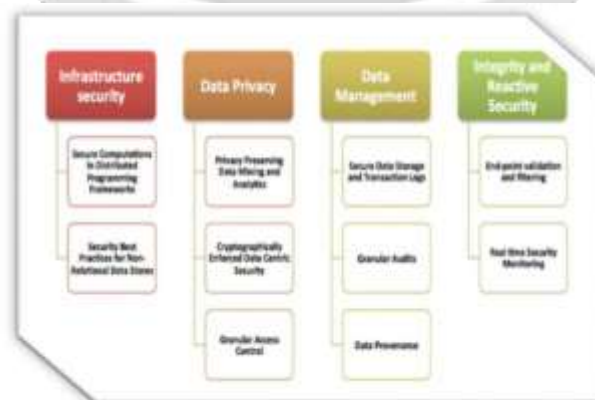 Infrastructure
security
Secure Computations
in Distributed
Programming
Frameworks
Security Best
Practices for Non-
Relational Data Stores
Data Privacy
Privacy Preserving
Data Mining and
Analytics
Cryptographically
Enforced Data Centric
Security
Granular Access
Control
Data
Management
Secure Data Storage
and Transaction Logs
Granular Audits
Data Provenance
Integrity and
Reactive
Security
End-point validation
and filtering
Real time Security
Monitoring